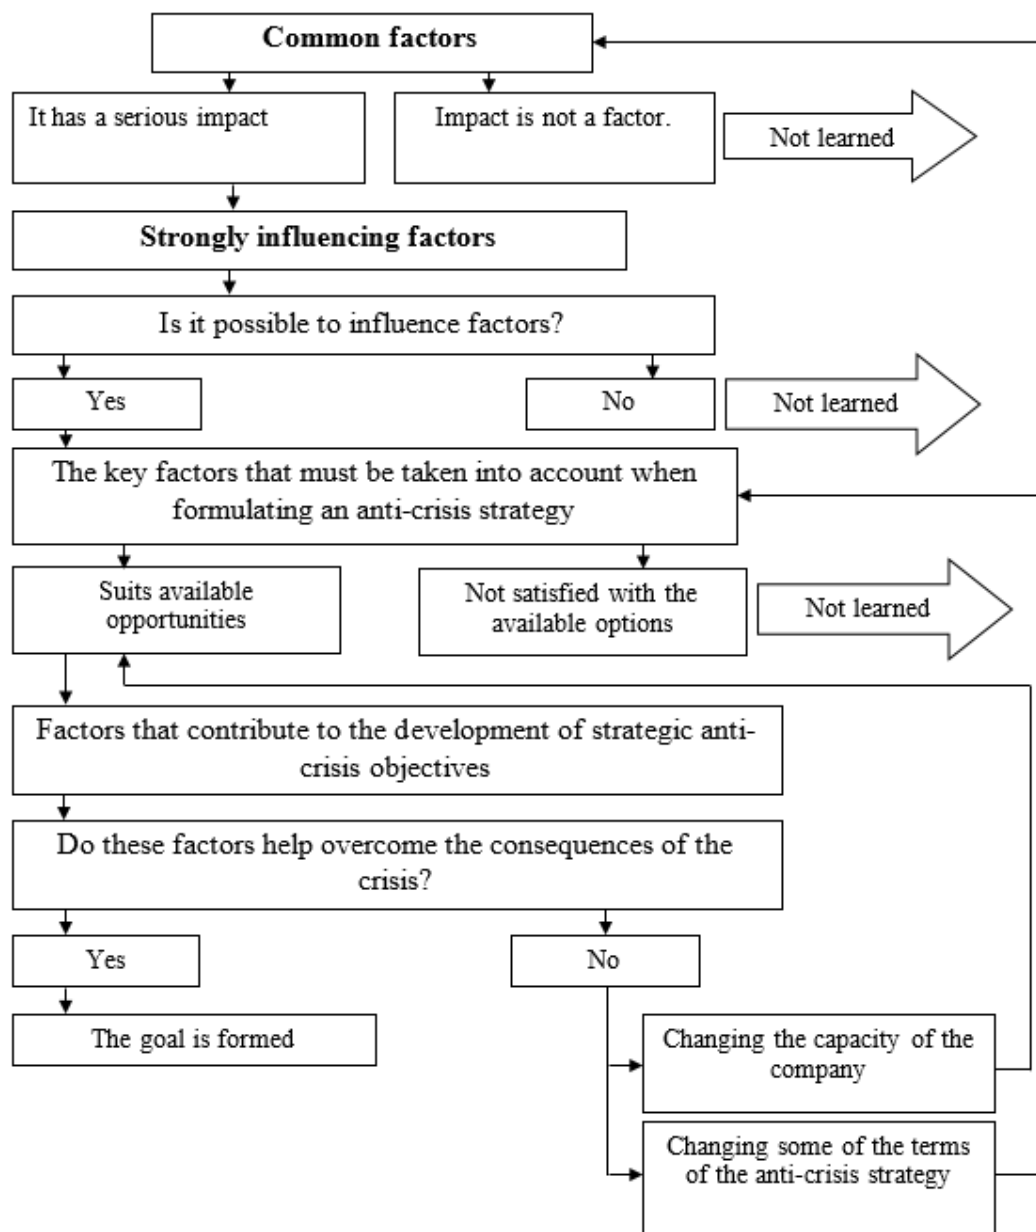 Common factors
It has a serious impact
Impact is not a factor.
Not learned
Strongly influencing factors
Is it possible to influence factors?
Yes
No
Not learned
The key factors that must be taken into account when
formulating an anti-crisis strategy
Suits available
opportunities
Not satisfied with the
available options
Not learned
Factors that contribute to the development of strategic anti-
crisis objectives
Do these factors help overcome the consequences of the
crisis?
Yes
No
The goal is formed
Changing the capacity of the
company
Changing some of the terms
of the anti-crisis strategy